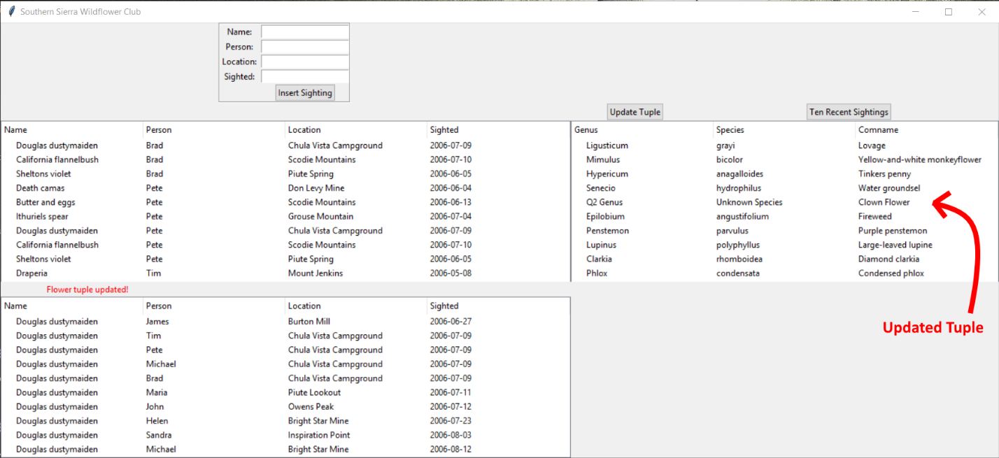 Southern Sierra Wildflower Club
Name:
Person:
Location:
Sighted:
Insert Sighting
Update Tuple Ten Recent Sightings
Name Person Location Sighted
Douglas dustymaiden Brad Chula Vista Campground 2006-07-09
California flannelbush Brad Scodie Mountains 2006-07-10
Sheltons violet Brad Piute Spring 2006-06-05
Death camas Pete Don Levy Mine 2006-06-04
Butter and eggs Pete Scodie Mountains 2006-06-13
Ithuriels spear Pete Grouse Mountain 2006-07-04
Douglas dustymaiden Pete Chula Vista Campground 2006-07-09
California flannelbush Pete Scodie Mountains 2006-07-10
Sheltons violet Pete Piute Spring 2006-06-05
Draperia Tim Mount Jenkins 2006-05-08
Genus Species Comname
Ligusticum grayi Lovage
Mimulus bicolor Yellow-and-white monkeyflower
Hypericum anagalloides Tinkers penny
Senecio hydrophilus Water groundsel
Q2 Genus Unknown Species Clown Flower
Epilobium angustifolium Fireweed
Penstemon parvulus Purple penstemon
Lupinus polyphyllus Large-leaved lupine
Clarkia rhomboidea Diamond clarkia
Phlox condensata Condensed phlox
Flower tuple updated!
Name Person Location Sighted
Douglas dustymaiden James Burton Mill 2006-06-27
Douglas dustymaiden Tim Chula Vista Campground 2006-07-09
Douglas dustymaiden Pete Chula Vista Campground 2006-07-09
Douglas dustymaiden Michael Chula Vista Campground 2006-07-09
Douglas dustymaiden Brad Chula Vista Campground 2006-07-09
Douglas dustymaiden Maria Piute Lookout 2006-07-11
Douglas dustymaiden John Owens Peak 2006-07-12
Douglas dustymaiden Helen Bright Star Mine 2006-07-23
Douglas dustymaiden Sandra Inspiration Point 2006-08-03
Douglas dustymaiden Michael Bright Star Mine 2006-08-12
Updated Tuple